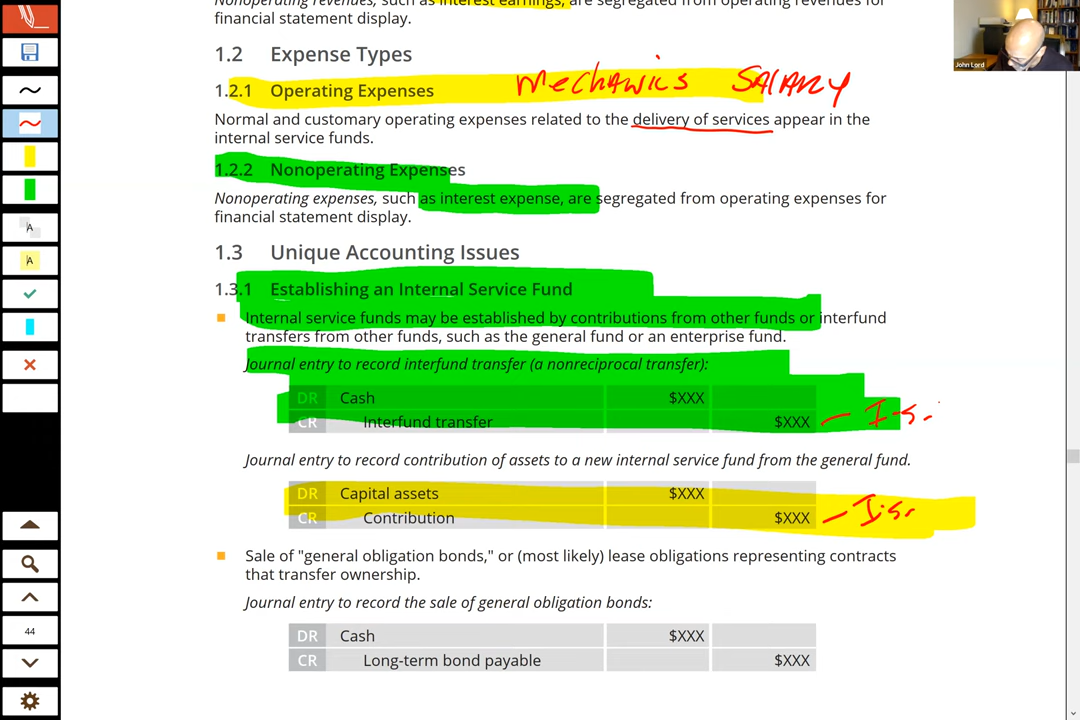 Nonoperating revenues, such as interest earnings, are segregated from operating revenues for
financial statement display.
John Lord
1.2 Expense Types
Mechanics Salary
1.2.1 Operating Expenses
Normal and customary operating expenses related to the delivery of services appear in the
internal service funds.
1.2.2 Nonoperating Expenses
Nonoperating expenses, such as interest expense, are segregated from operating expenses for
financial statement display.
1.3 Unique Accounting Issues
1.3.1 Establishing an Internal Service Fund
Internal service funds may be established by contributions from other funds or interfund
transfers from other funds, such as the general fund or an enterprise fund.
Journal entry to record interfund transfer (a nonreciprocal transfer):
DR Cash $XXX
CR Interfund transfer $XXX – I-S.
Journal entry to record contribution of assets to a new internal service fund from the general fund.
DR Capital assets $XXX
CR Contribution $XXX – I.S.
Sale of "general obligation bonds," or (most likely) lease obligations representing contracts
that transfer ownership.
Journal entry to record the sale of general obligation bonds:
DR Cash $XXX
CR Long-term bond payable $XXX
A
A
44